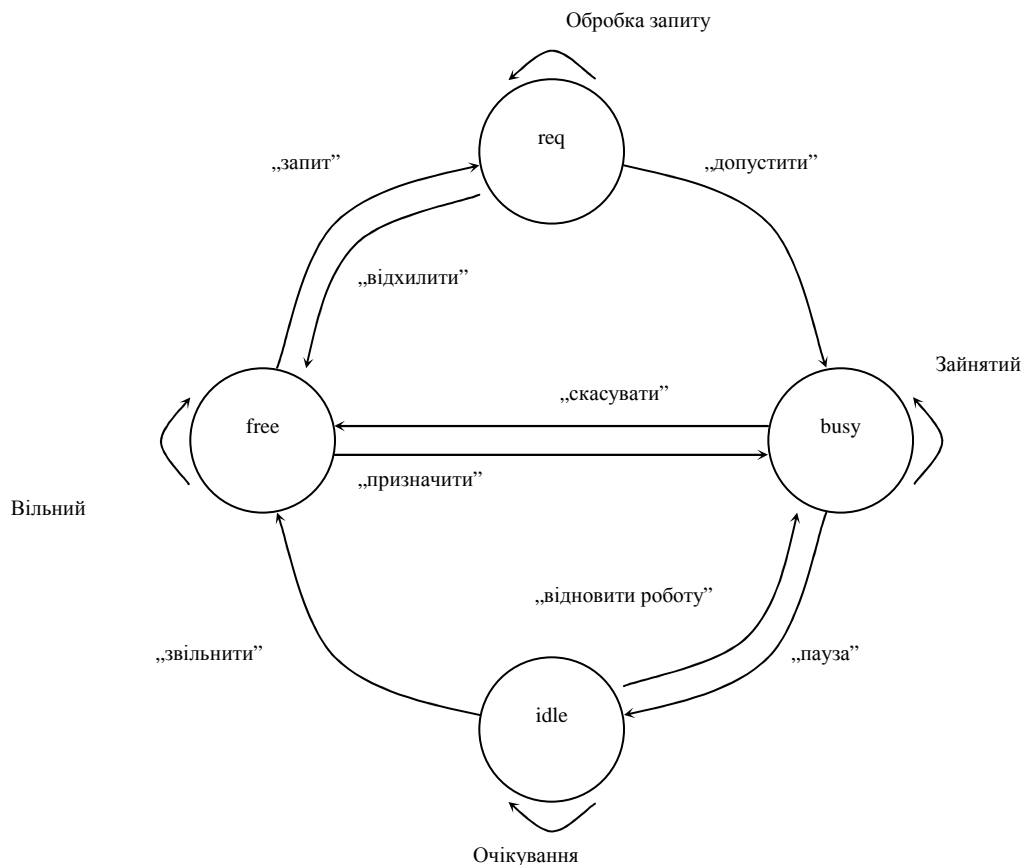 Обробка запиту
req
„запит”
„допустити”
„відхилити”
Зайнятий
„скасувати”
free
busy
„призначити”
Вільний
„відновити роботу”
„звільнити”
„пауза”
idle
Очікування